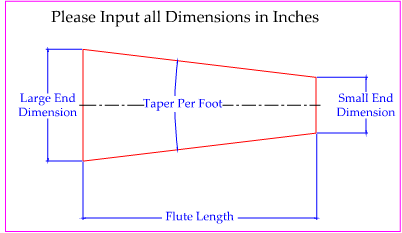 Please Input all Dimensions in Inches
Large End
Dimension
Taper Per Foot
Small End
Dimension
Flute Length